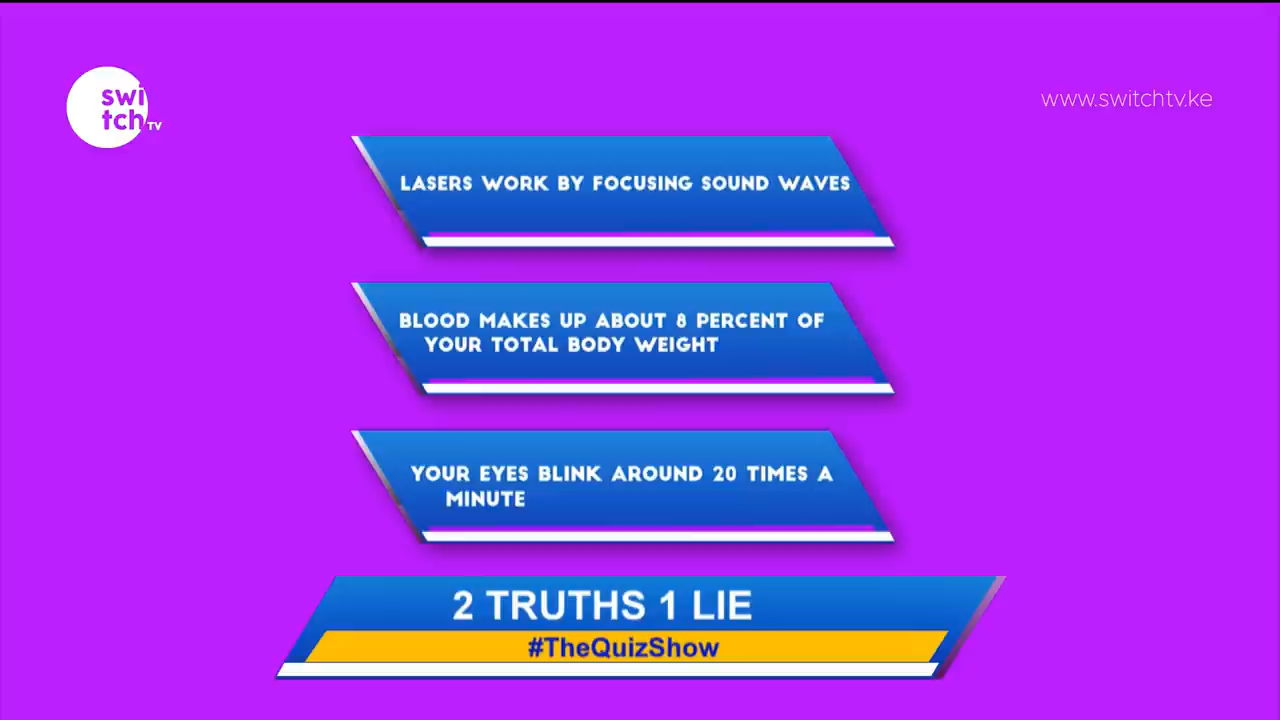 swi
tch TV
www.switchtv.ke
LASERS WORK BY FOCUSING SOUND WAVES
BLOOD MAKES UP ABOUT 8 PERCENT OF
YOUR TOTAL BODY WEIGHT
YOUR EYES BLINK AROUND 20 TIMES A
MINUTE
2 TRUTHS 1 LIE
#TheQuizShow